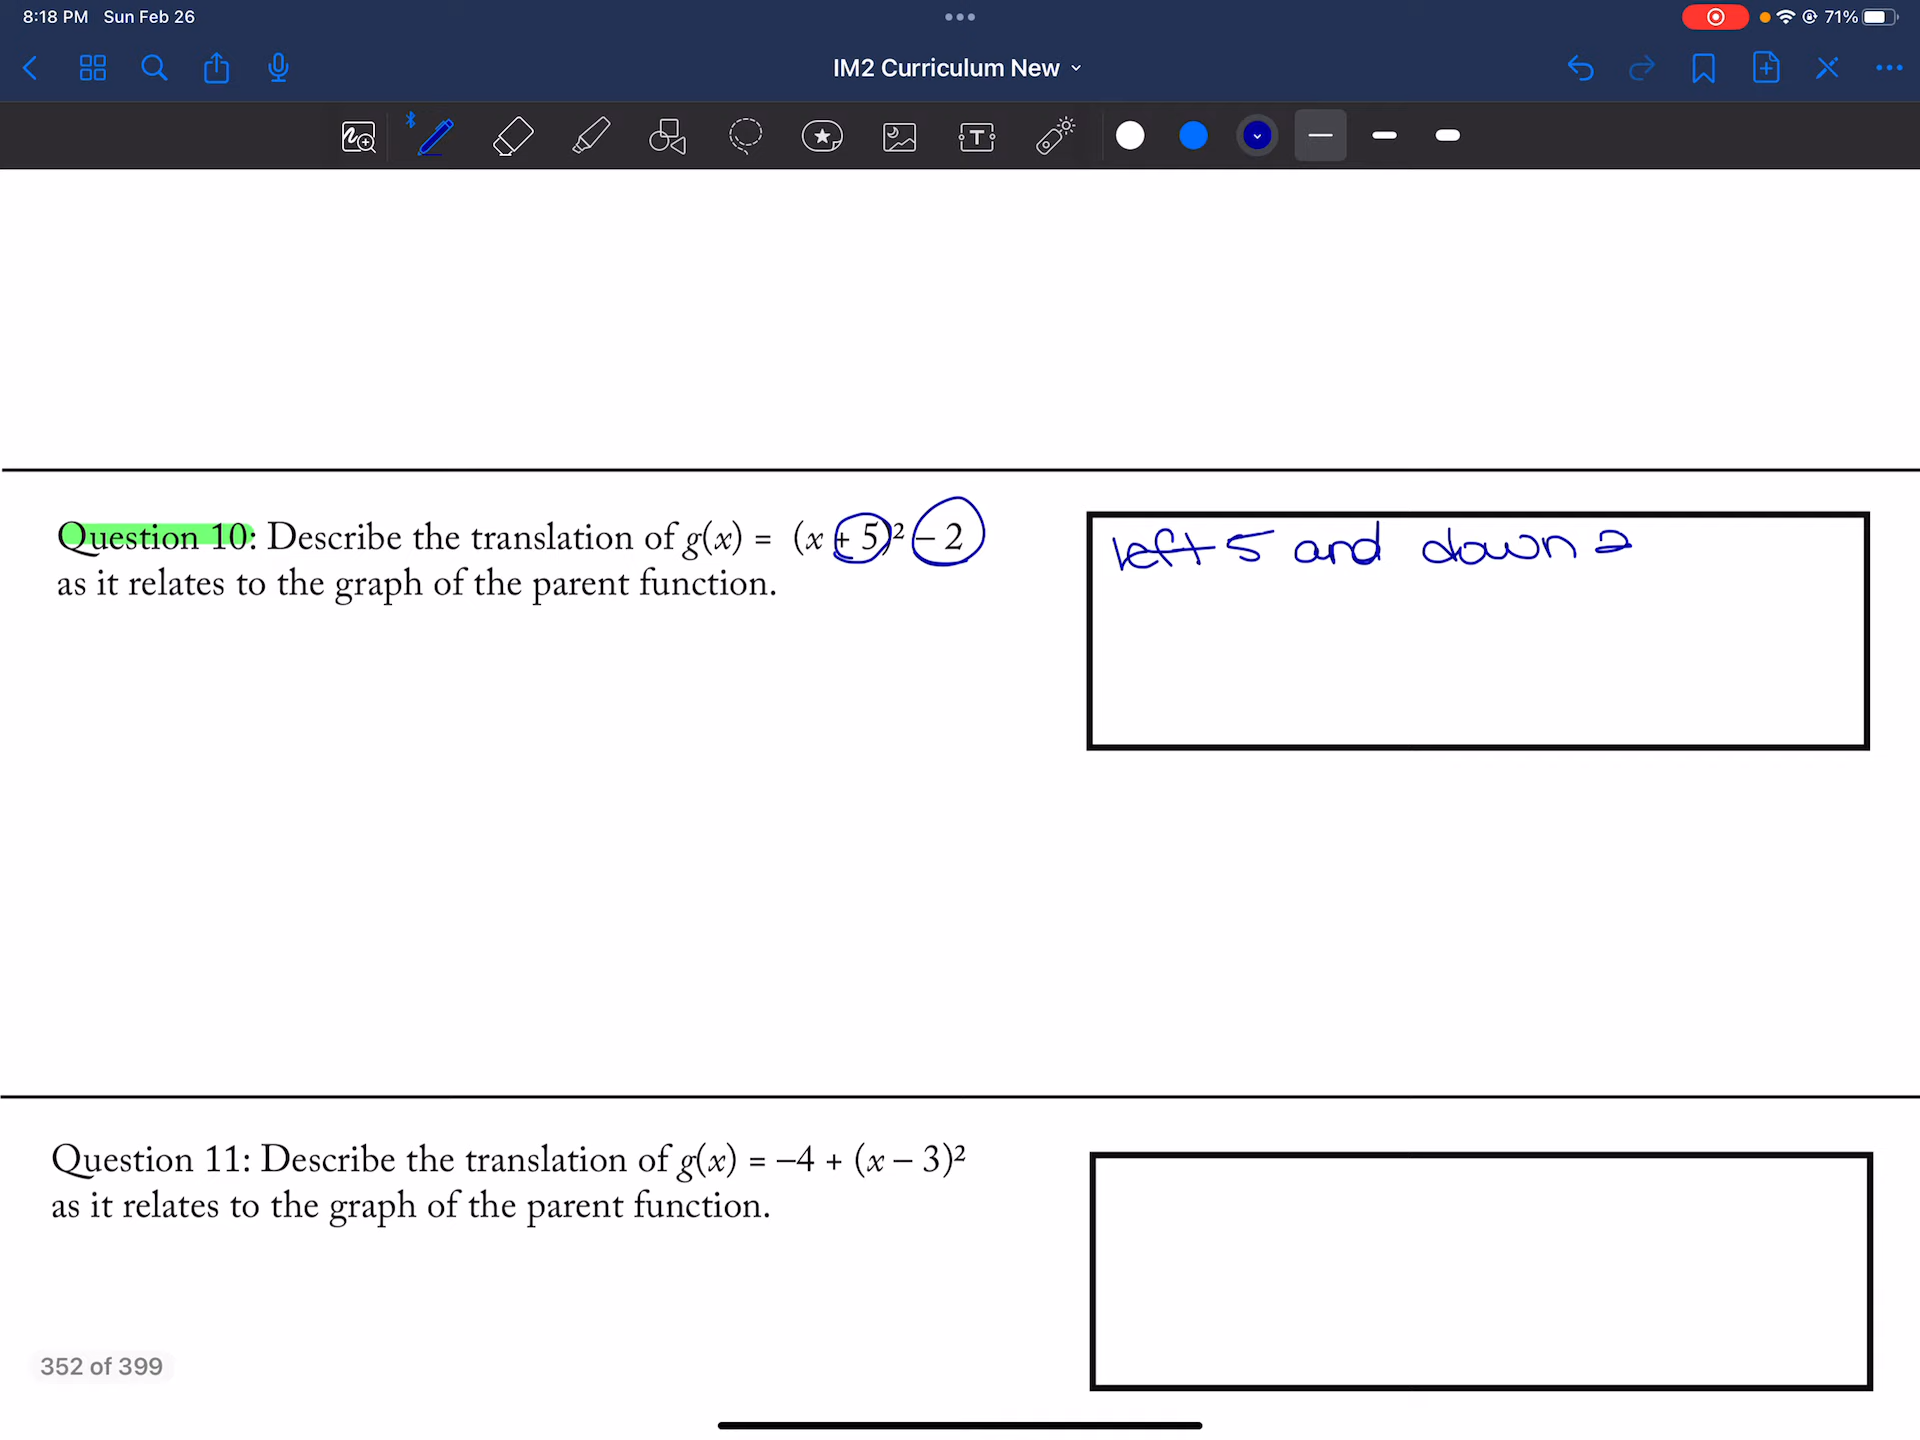 8:18 PM Sun Feb 26
71%
IM2 Curriculum New
T
Question 10: Describe the translation of g(x) = (x + 5)² – 2
as it relates to the graph of the parent function.
left 5 and down 2
Question 11: Describe the translation of g(x) = –4 + (x – 3)²
as it relates to the graph of the parent function.
352 of 399